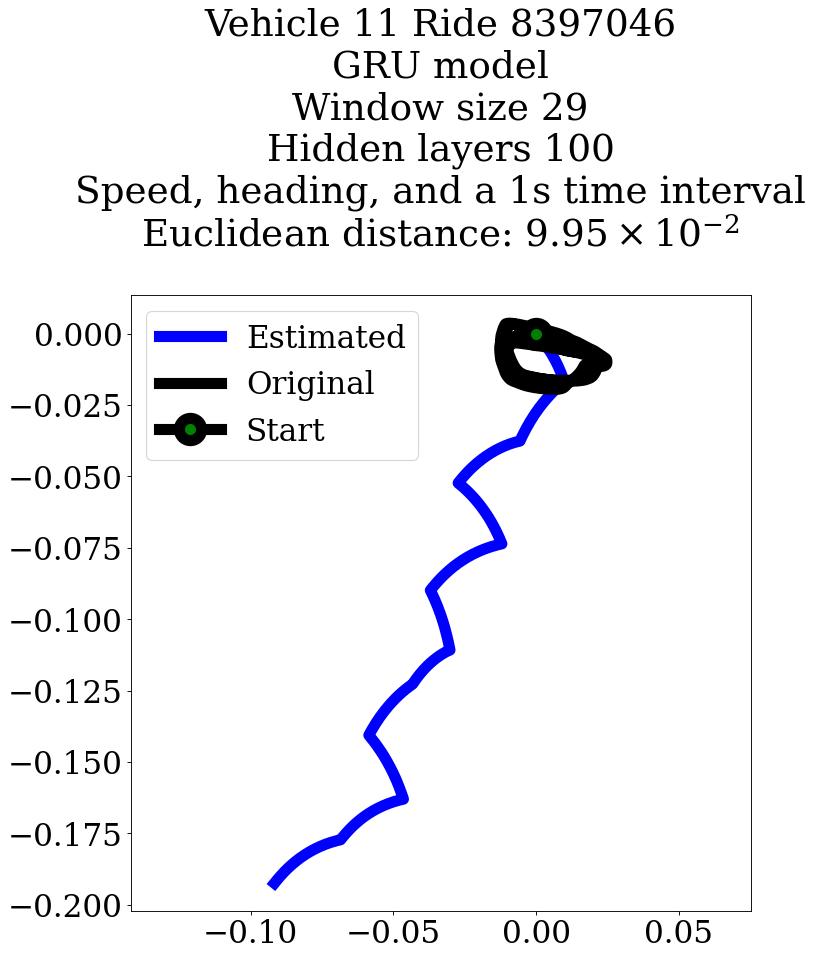 Vehicle 11 Ride 8397046
GRU model
Window size 29
Hidden layers 100
Speed, heading, and a 1s time interval
Euclidean distance: 9.95 × 10⁻²
Estimated
Original
Start
0.000
−0.025
−0.050
−0.075
−0.100
−0.125
−0.150
−0.175
−0.200
−0.10 −0.05 0.00 0.05